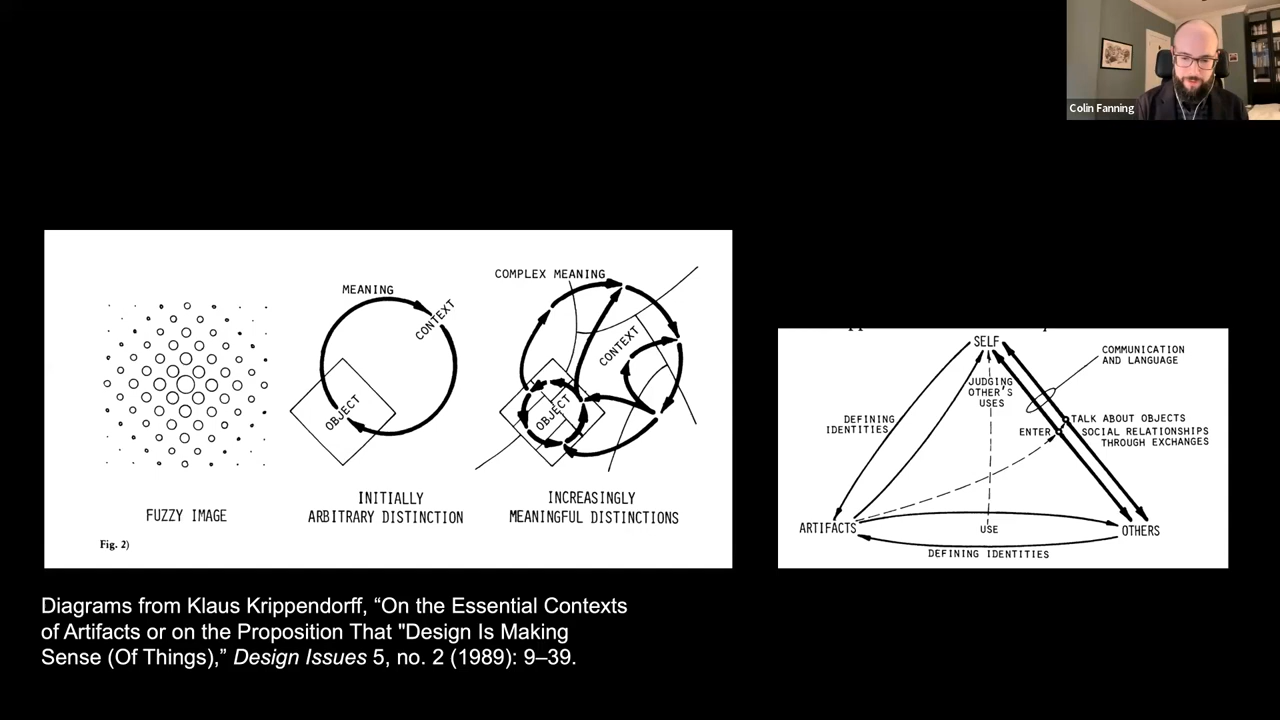 Colin Fanning
COMPLEX MEANING
MEANING
CONTEXT
CONTEXT
OBJECT
OBJECT
FUZZY IMAGE
INITIALLY
ARBITRARY DISTINCTION
INCREASINGLY
MEANINGFUL DISTINCTIONS
Fig. 2)
SELF
COMMUNICATION
AND LANGUAGE
JUDGING
OTHER'S
USES
DEFINING
IDENTITIES
TALK ABOUT OBJECTS
ENTER
SOCIAL RELATIONSHIPS
THROUGH EXCHANGES
ARTIFACTS
USE
OTHERS
DEFINING IDENTITIES
Diagrams from Klaus Krippendorff, “On the Essential Contexts
of Artifacts or on the Proposition That "Design Is Making
Sense (Of Things),” Design Issues 5, no. 2 (1989): 9–39.